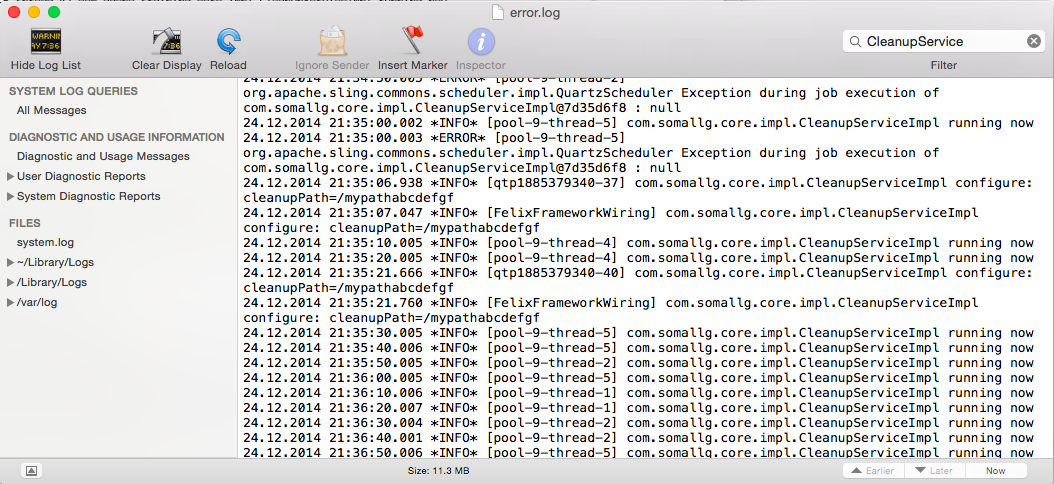 error.log
WARNIN
AY 7:36
7:36
Hide Log List
Clear Display
Reload
Ignore Sender
Insert Marker
Inspector
CleanupService
Filter
SYSTEM LOG QUERIES
All Messages
DIAGNOSTIC AND USAGE INFORMATION
Diagnostic and Usage Messages
User Diagnostic Reports
System Diagnostic Reports
FILES
system.log
~/Library/Logs
/Library/Logs
/var/log
24.12.2014 21:34:50.005 *ERROR* [pool-9-thread-2]
org.apache.sling.commons.scheduler.impl.QuartzScheduler Exception during job execution of
com.somallg.core.impl.CleanupServiceImpl@7d35d6f8 : null
24.12.2014 21:35:00.002 *INFO* [pool-9-thread-5] com.somallg.core.impl.CleanupServiceImpl running now
24.12.2014 21:35:00.003 *ERROR* [pool-9-thread-5]
org.apache.sling.commons.scheduler.impl.QuartzScheduler Exception during job execution of
com.somallg.core.impl.CleanupServiceImpl@7d35d6f8 : null
24.12.2014 21:35:06.938 *INFO* [qtp1885379340-37] com.somallg.core.impl.CleanupServiceImpl configure:
cleanupPath=/mypathabcdefgf
24.12.2014 21:35:07.047 *INFO* [FelixFrameworkWiring] com.somallg.core.impl.CleanupServiceImpl
configure: cleanupPath=/mypathabcdefgf
24.12.2014 21:35:10.005 *INFO* [pool-9-thread-4] com.somallg.core.impl.CleanupServiceImpl running now
24.12.2014 21:35:20.005 *INFO* [pool-9-thread-4] com.somallg.core.impl.CleanupServiceImpl running now
24.12.2014 21:35:21.666 *INFO* [qtp1885379340-40] com.somallg.core.impl.CleanupServiceImpl configure:
cleanupPath=/mypathabcdefgf
24.12.2014 21:35:21.760 *INFO* [FelixFrameworkWiring] com.somallg.core.impl.CleanupServiceImpl
configure: cleanupPath=/mypathabcdefgf
24.12.2014 21:35:30.005 *INFO* [pool-9-thread-5] com.somallg.core.impl.CleanupServiceImpl running now
24.12.2014 21:35:40.006 *INFO* [pool-9-thread-5] com.somallg.core.impl.CleanupServiceImpl running now
24.12.2014 21:35:50.005 *INFO* [pool-9-thread-2] com.somallg.core.impl.CleanupServiceImpl running now
24.12.2014 21:36:00.005 *INFO* [pool-9-thread-5] com.somallg.core.impl.CleanupServiceImpl running now
24.12.2014 21:36:10.006 *INFO* [pool-9-thread-1] com.somallg.core.impl.CleanupServiceImpl running now
24.12.2014 21:36:20.007 *INFO* [pool-9-thread-1] com.somallg.core.impl.CleanupServiceImpl running now
24.12.2014 21:36:30.004 *INFO* [pool-9-thread-2] com.somallg.core.impl.CleanupServiceImpl running now
24.12.2014 21:36:40.001 *INFO* [pool-9-thread-2] com.somallg.core.impl.CleanupServiceImpl running now
24.12.2014 21:36:50.006 *INFO* [pool-9-thread-5] com.somallg.core.impl.CleanupServiceImpl running now
Size: 11.3 MB
Earlier
Later
Now